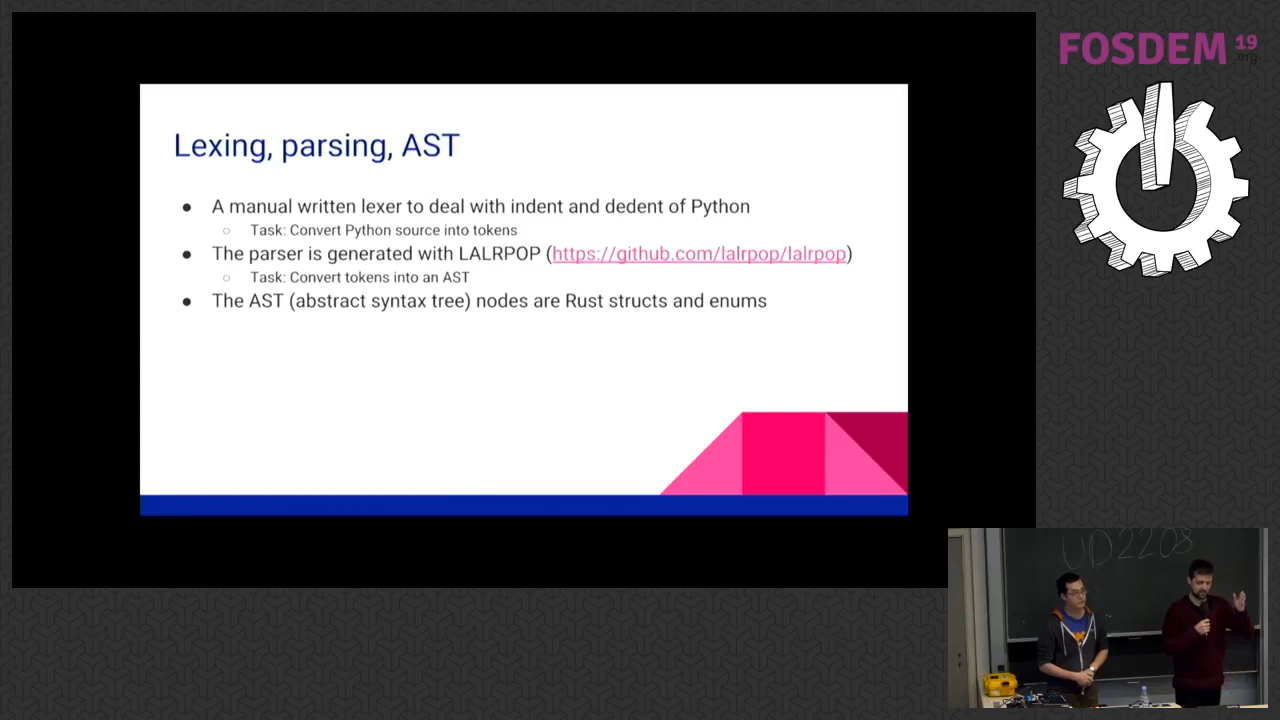 FOSDEM 19
.org
Lexing, parsing, AST
● A manual written lexer to deal with indent and dedent of Python
○ Task: Convert Python source into tokens
● The parser is generated with LALRPOP (https://github.com/lalrpop/lalrpop)
○ Task: Convert tokens into an AST
● The AST (abstract syntax tree) nodes are Rust structs and enums
UD2208